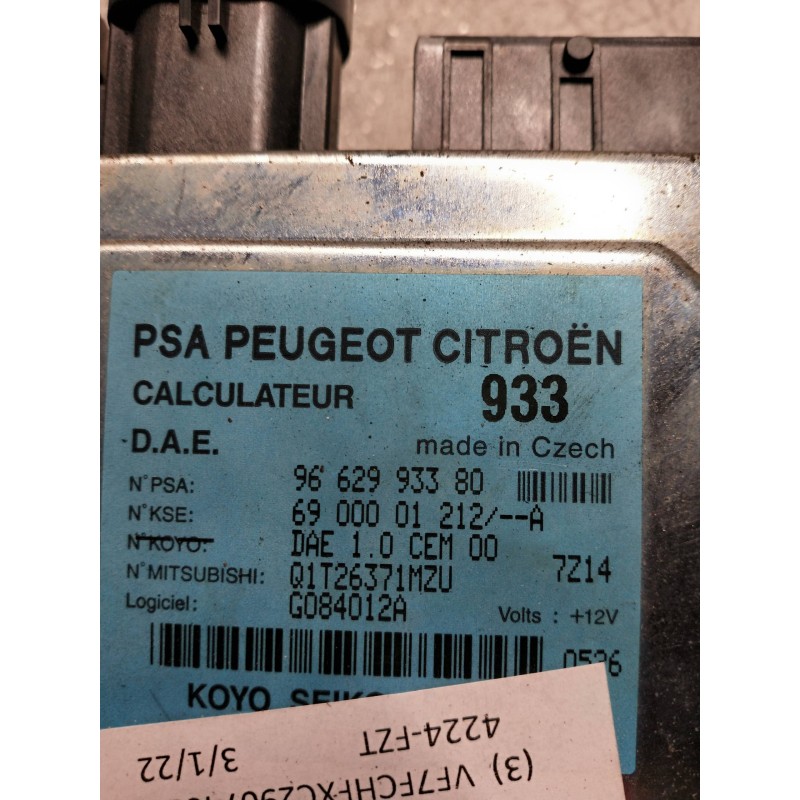 PSA PEUGEOT CITROËN
CALCULATEUR 933
D.A.E. made in Czech
N°PSA: 96 629 933 80
N°KSE: 69 000 01 212/--A
N°KOYO: DAE 1.0 CEM 00
N°MITSUBISHI: Q1T26371MZU 7Z14
Logiciel: G084012A Volts : +12V
KOYO
4224-FZT 3/1/22
(3)